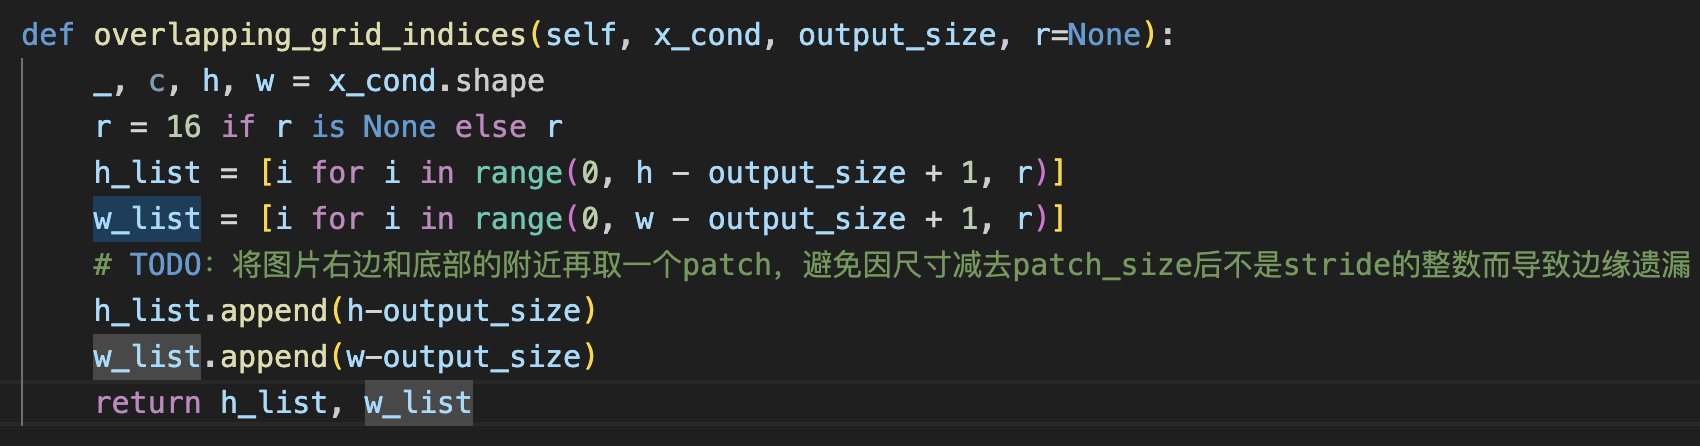 def overlapping_grid_indices(self, x_cond, output_size, r=None):
    _, c, h, w = x_cond.shape
    r = 16 if r is None else r
    h_list = [i for i in range(0, h - output_size + 1, r)]
    w_list = [i for i in range(0, w - output_size + 1, r)]
    # TODO: 将图片右边和底部的附近再取一个patch，避免因尺寸减去patch_size后不是stride的整数而导致边缘遗漏
    h_list.append(h-output_size)
    w_list.append(w-output_size)
    return h_list, w_list